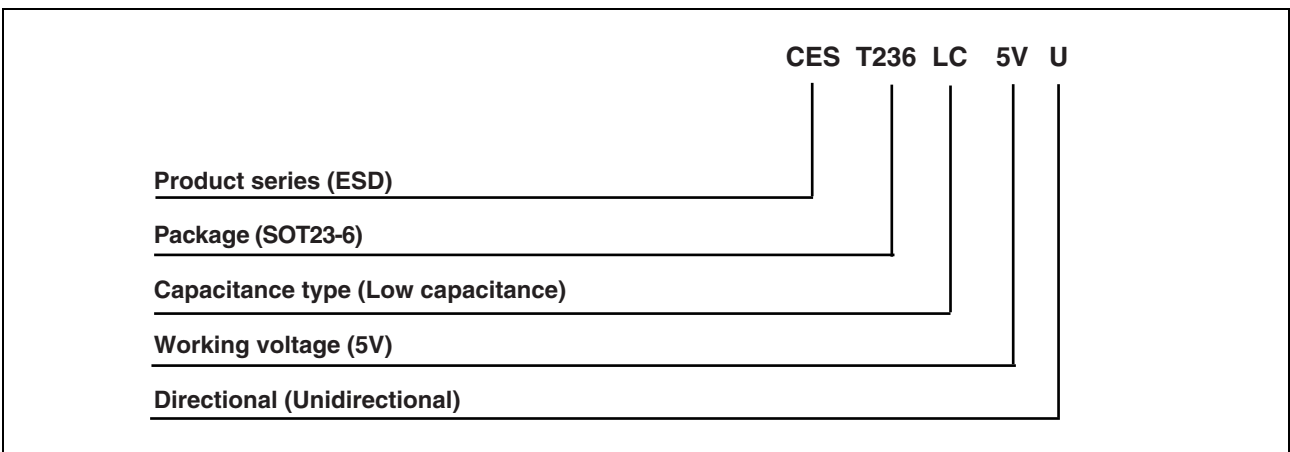 CES T236 LC 5V U
Product series (ESD)
Package (SOT23-6)
Capacitance type (Low capacitance)
Working voltage (5V)
Directional (Unidirectional)